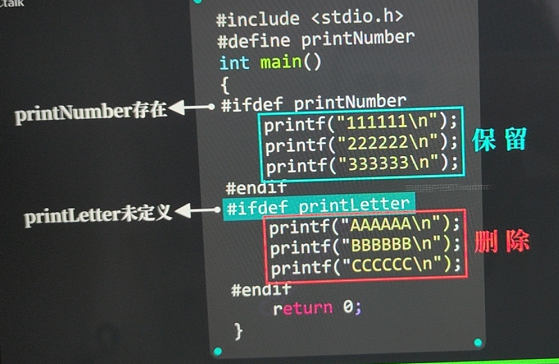 talk
#include <stdio.h>
#define printNumber
int main()
{
printNumber存在 #ifdef printNumber
printf("111111\n");
printf("222222\n"); 保留
printf("333333\n");
#endif
printLetter未定义 #ifdef printLetter
printf("AAAAAA\n");
printf("BBBBBB\n"); 删除
printf("CCCCCC\n");
#endif
return 0;
}